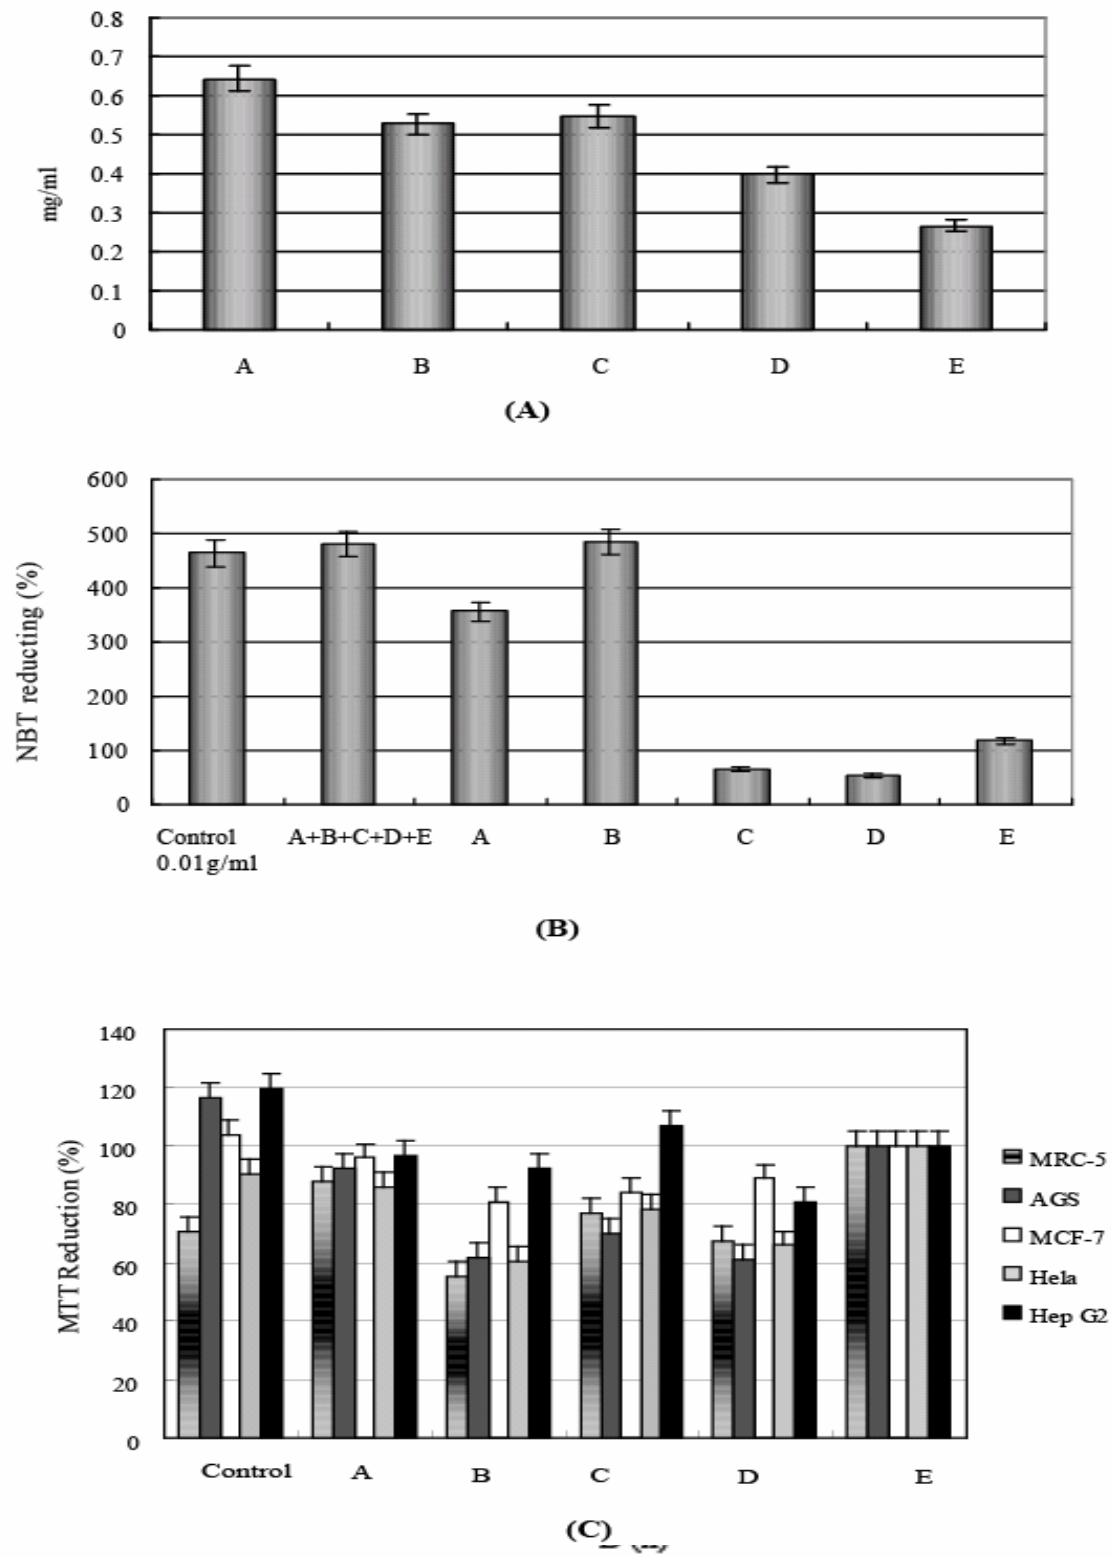 0.8
0.7
0.6
0.5
0.4
0.3
0.2
0.1
0
mg/ml
A B C D E
(A)
600
500
400
300
200
100
0
NBT reducting (%)
Control A+B+C+D+E A B C D E
0.01g/ml
(B)
140
120
100
80
60
40
20
0
MTT Reduction (%)
MRC-5
AGS
MCF-7
Hela
Hep G2
Control A B C D E
(C)